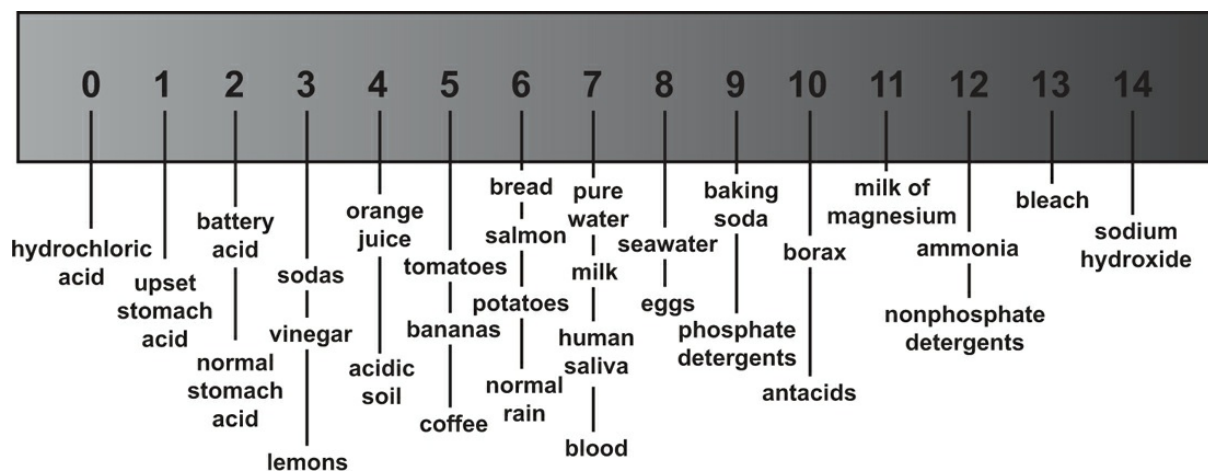 0 1 2 3 4 5 6 7 8 9 10 11 12 13 14
hydrochloric
acid
upset
stomach
acid
battery
acid
normal
stomach
acid
sodas
vinegar
lemons
orange
juice
acidic
soil
tomatoes
bananas
coffee
bread
salmon
potatoes
normal
rain
pure
water
milk
human
saliva
blood
seawater
eggs
baking
soda
phosphate
detergents
borax
antacids
milk of
magnesium
ammonia
nonphosphate
detergents
bleach
sodium
hydroxide